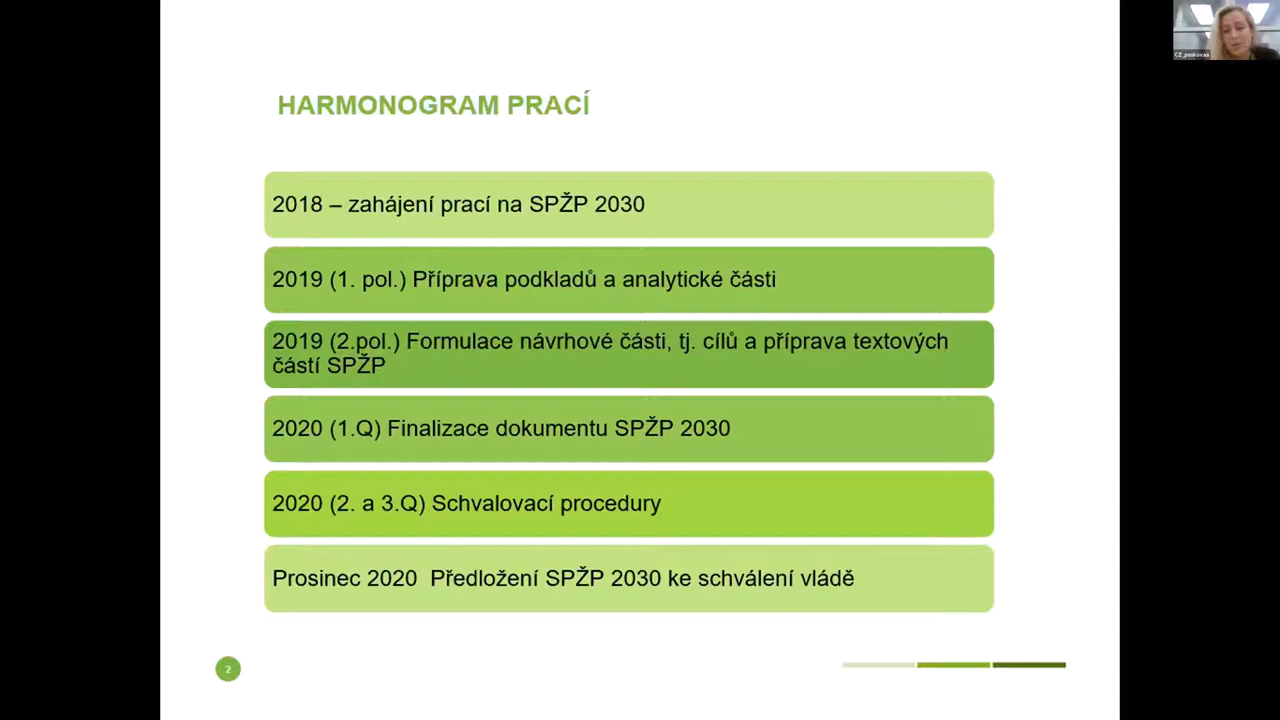 HARMONOGRAM PRACÍ
2018 – zahájení prací na SPŽP 2030
2019 (1. pol.) Příprava podkladů a analytické části
2019 (2.pol.) Formulace návrhové části, tj. cílů a příprava textových
částí SPŽP
2020 (1.Q) Finalizace dokumentu SPŽP 2030
2020 (2. a 3.Q) Schvalovací procedury
Prosinec 2020  Předložení SPŽP 2030 ke schválení vládě
2